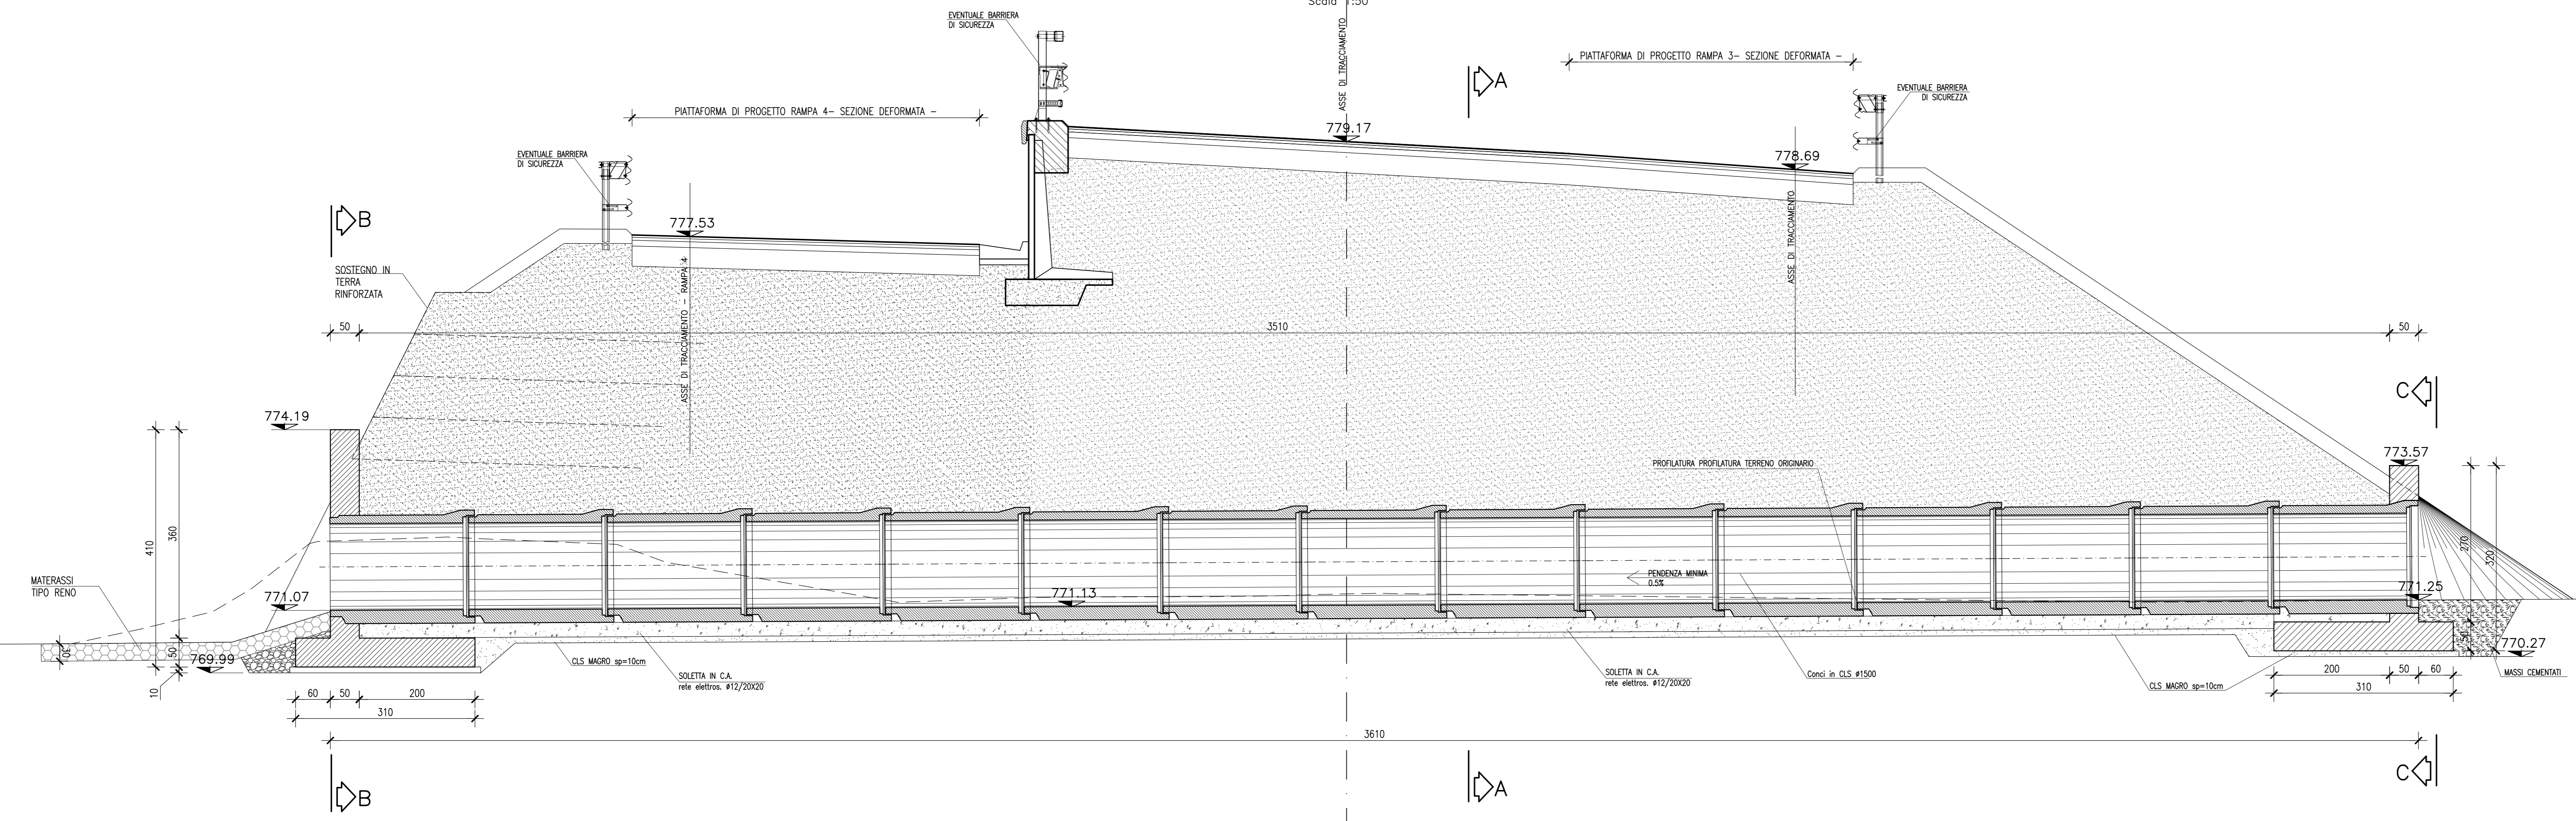 Scala 1:50
EVENTUALE BARRIERA
DI SICUREZZA
ASSE DI TRACCIAMENTO
PIATTAFORMA DI PROGETTO RAMPA 3- SEZIONE DEFORMATA -
A
EVENTUALE BARRIERA
DI SICUREZZA
PIATTAFORMA DI PROGETTO RAMPA 4- SEZIONE DEFORMATA -
779.17
EVENTUALE BARRIERA
DI SICUREZZA
778.69
B
777.53
ASSE DI TRACCIAMENTO
SOSTEGNO IN
TERRA
RINFORZATA
ASSE DI TRACCIAMENTO - RAMPA 4
50
3510
50
C
774.19
773.57
PROFILATURA PROFILATURA TERRENO ORIGINARIO
410
360
270
320
MATERASSI
TIPO RENO
771.07
771.13
PENDENZA MINIMA
0.5%
771.25
30
50
769.99
10
50
770.27
CLS MAGRO sp=10cm
SOLETTA IN C.A.
rete elettros. ø12/20X20
SOLETTA IN C.A.
rete elettros. ø12/20X20
Conci in CLS ø1500
CLS MAGRO sp=10cm
MASSI CEMENTATI
60
50
200
310
200
50
60
310
3610
B
A
C